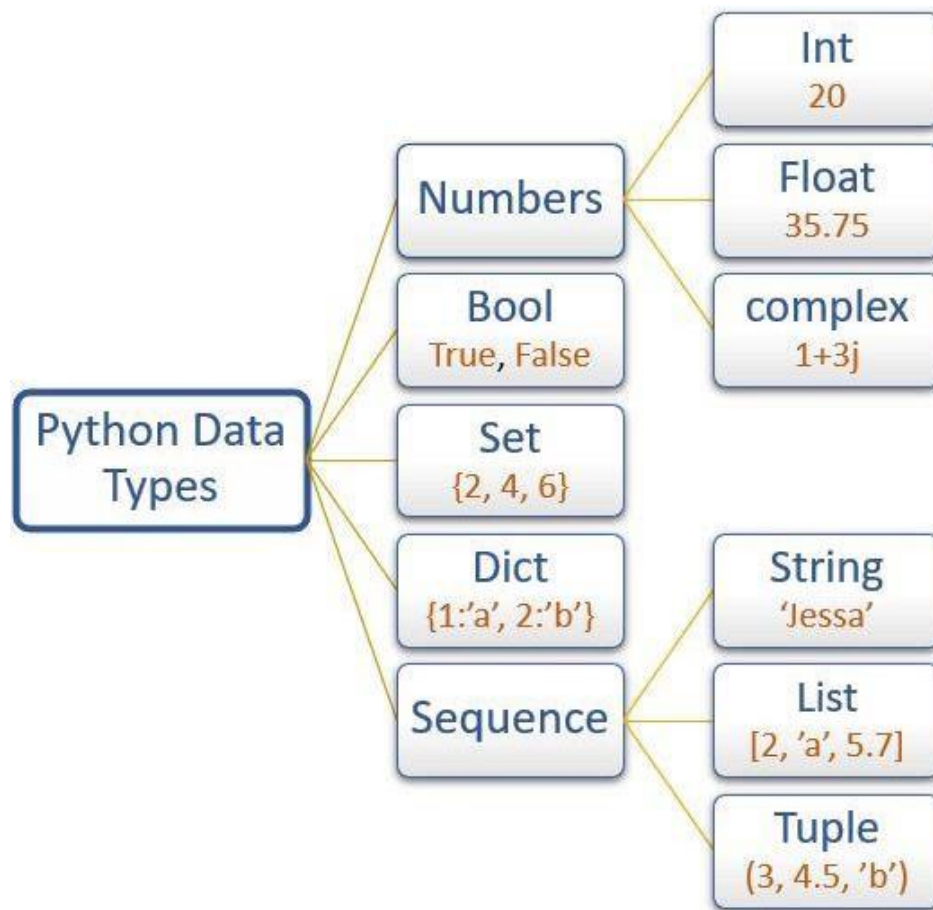 Python Data
Types
Numbers
Int
20
Float
35.75
complex
1+3j
Bool
True, False
Set
{2, 4, 6}
Dict
{1:’a’, 2:’b’}
Sequence
String
‘Jessa’
List
[2, ’a’, 5.7]
Tuple
(3, 4.5, ’b’)